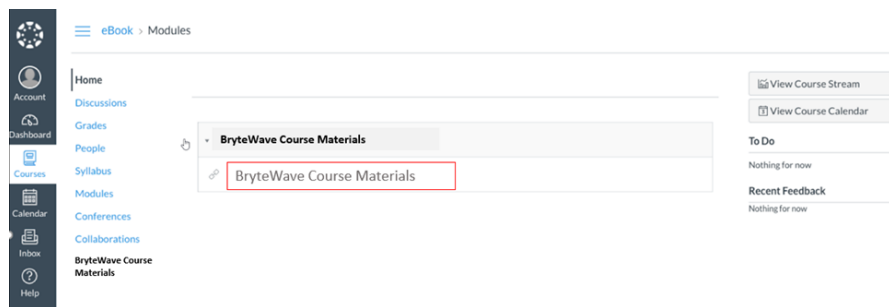 eBook > Modules
Account
Dashboard
Courses
Calendar
Inbox
Help
Home
Discussions
Grades
People
Syllabus
Modules
Conferences
Collaborations
BryteWave Course
Materials
BryteWave Course Materials
BryteWave Course Materials
View Course Stream
View Course Calendar
To Do
Nothing for now
Recent Feedback
Nothing for now